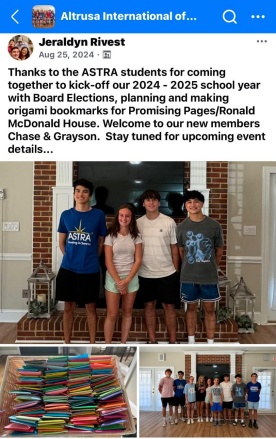 Altrusa International of...
Jeraldyn Rivest
Aug 25, 2024 ·
Thanks to the ASTRA students for coming
together to kick-off our 2024 - 2025 school year
with Board Elections, planning and making
origami bookmarks for Promising Pages/Ronald
McDonald House. Welcome to our new members
Chase & Grayson.  Stay tuned for upcoming event
details...
ASTRA